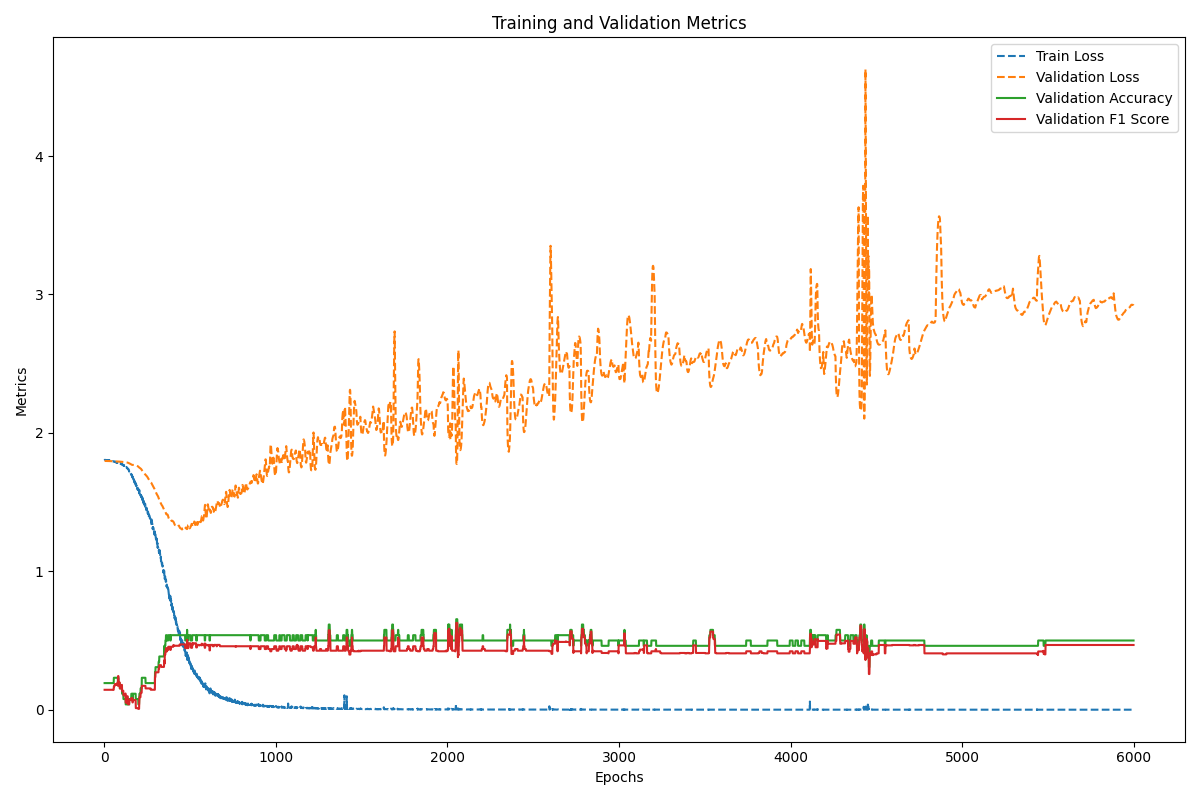 Training and Validation Metrics
Train Loss
Validation Loss
Validation Accuracy
Validation F1 Score
Metrics
4
3
2
1
0
0 1000 2000 3000 4000 5000 6000
Epochs